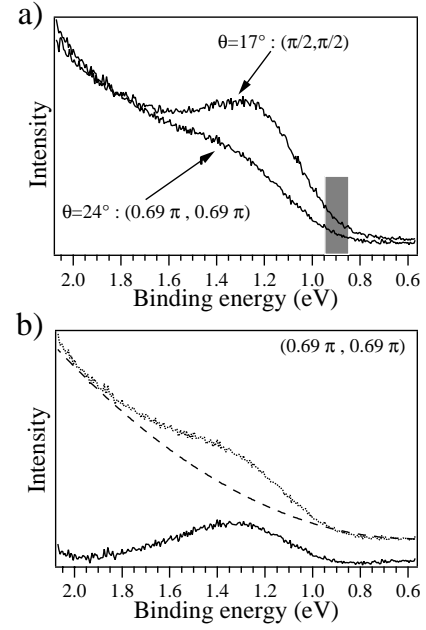 a)
θ=17° : (π/2,π/2)
θ=24° : (0.69 π , 0.69 π)
Intensity
2.0 1.8 1.6 1.4 1.2 1.0 0.8 0.6
Binding energy (eV)
b)
(0.69 π , 0.69 π)
Intensity
2.0 1.8 1.6 1.4 1.2 1.0 0.8 0.6
Binding energy (eV)